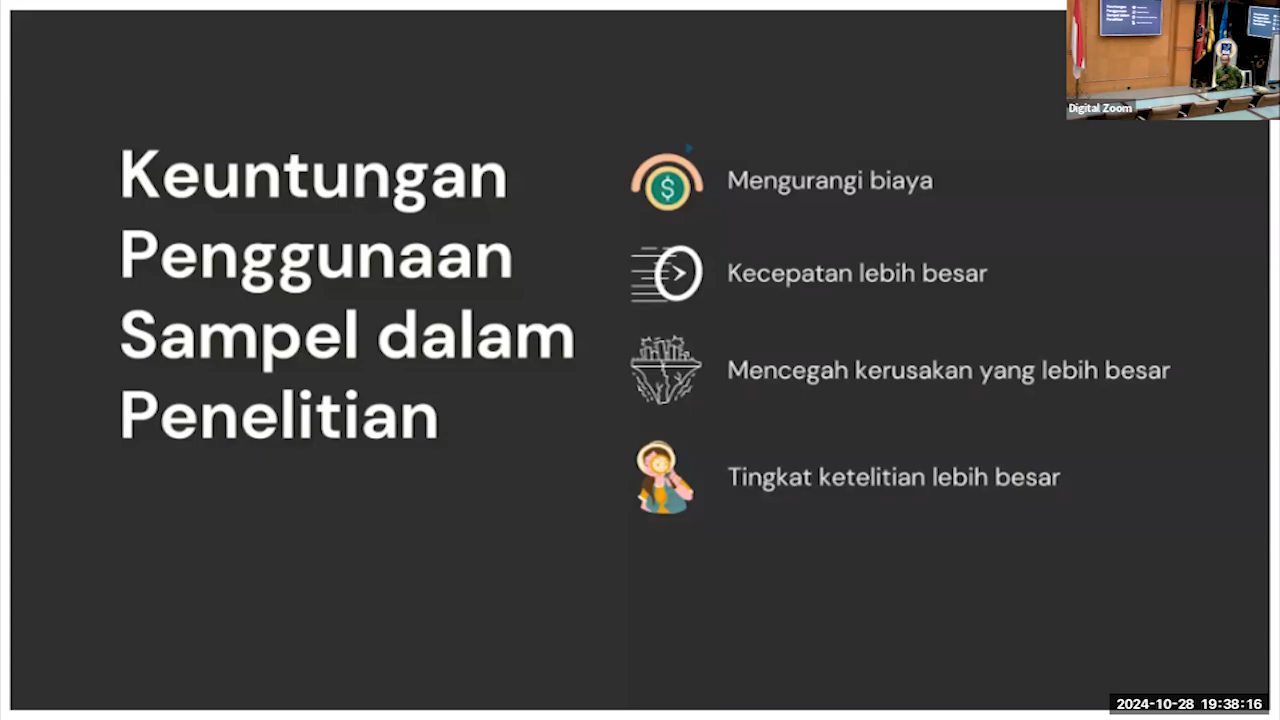 Keuntungan
Penggunaan
Sampel dalam
Penelitian
Mengurangi biaya
Kecepatan lebih besar
Mencegah kerusakan yang lebih besar
Tingkat ketelitian lebih besar
Digital Zoom
2024-10-28 19:38:16